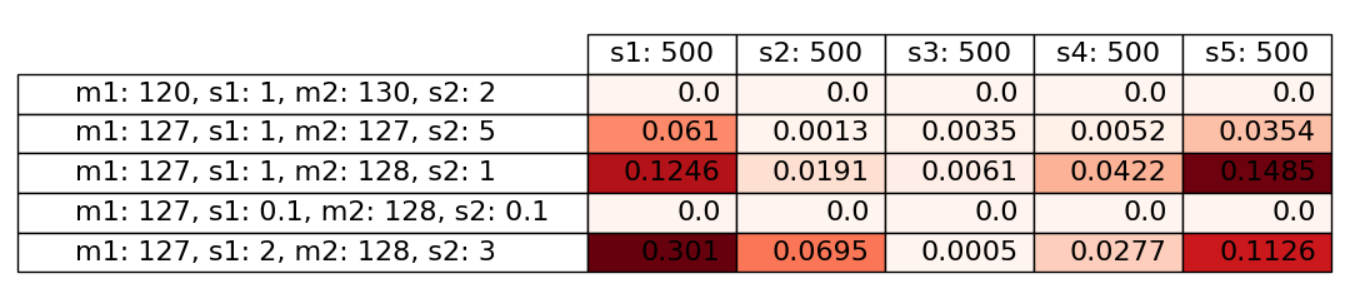 s1: 500 s2: 500 s3: 500 s4: 500 s5: 500
m1: 120, s1: 1, m2: 130, s2: 2 0.0 0.0 0.0 0.0 0.0
m1: 127, s1: 1, m2: 127, s2: 5 0.061 0.0013 0.0035 0.0052 0.0354
m1: 127, s1: 1, m2: 128, s2: 1 0.1246 0.0191 0.0061 0.0422 0.1485
m1: 127, s1: 0.1, m2: 128, s2: 0.1 0.0 0.0 0.0 0.0 0.0
m1: 127, s1: 2, m2: 128, s2: 3 0.301 0.0695 0.0005 0.0277 0.1126